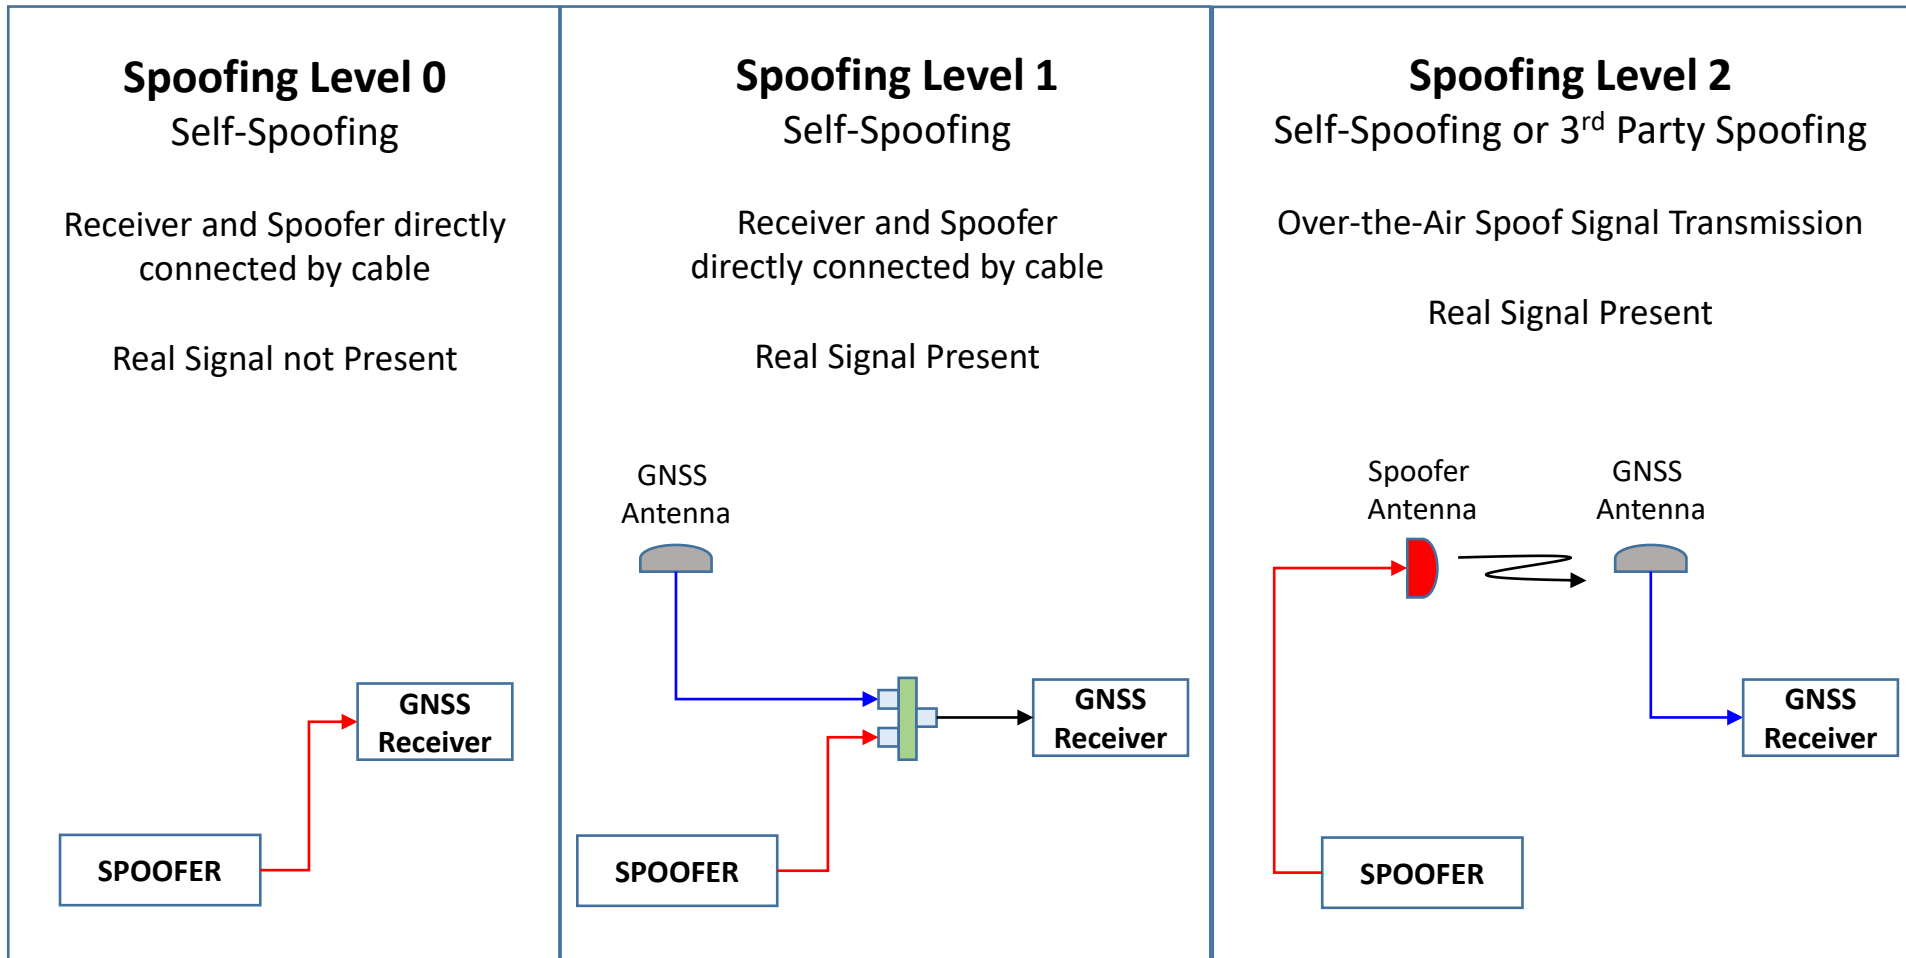 Spoofing Level 0
Self-Spoofing
Receiver and Spoofer directly
connected by cable
Real Signal not Present
GNSS
Receiver
SPOOFER
Spoofing Level 1
Self-Spoofing
Receiver and Spoofer
directly connected by cable
Real Signal Present
GNSS
Antenna
GNSS
Receiver
SPOOFER
Spoofing Level 2
Self-Spoofing or 3rd Party Spoofing
Over-the-Air Spoof Signal Transmission
Real Signal Present
Spoofer
Antenna
GNSS
Antenna
GNSS
Receiver
SPOOFER